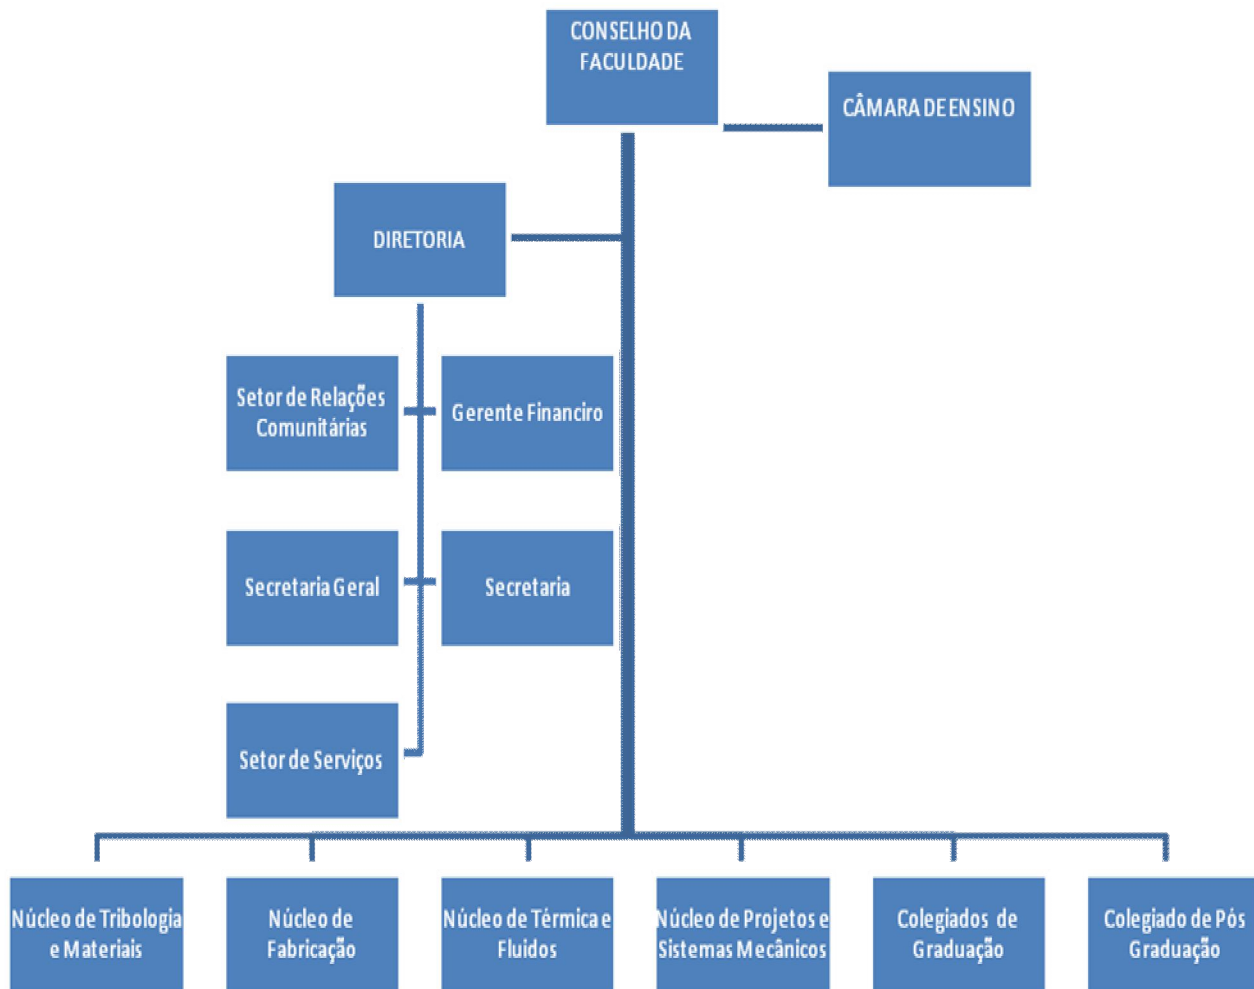 CONSELHO DA
FACULDADE
CÂMARA DE ENSINO
DIRETORIA
Setor de Relações
Comunitárias
Gerente Financiro
Secretaria Geral
Secretaria
Setor de Serviços
Núcleo de Tribologia
e Materiais
Núcleo de
Fabricação
Núcleo de Térmica e
Fluidos
Núcleo de Projetos e
Sistemas Mecânicos
Colegiados de
Graduação
Colegiado de Pós
Graduação